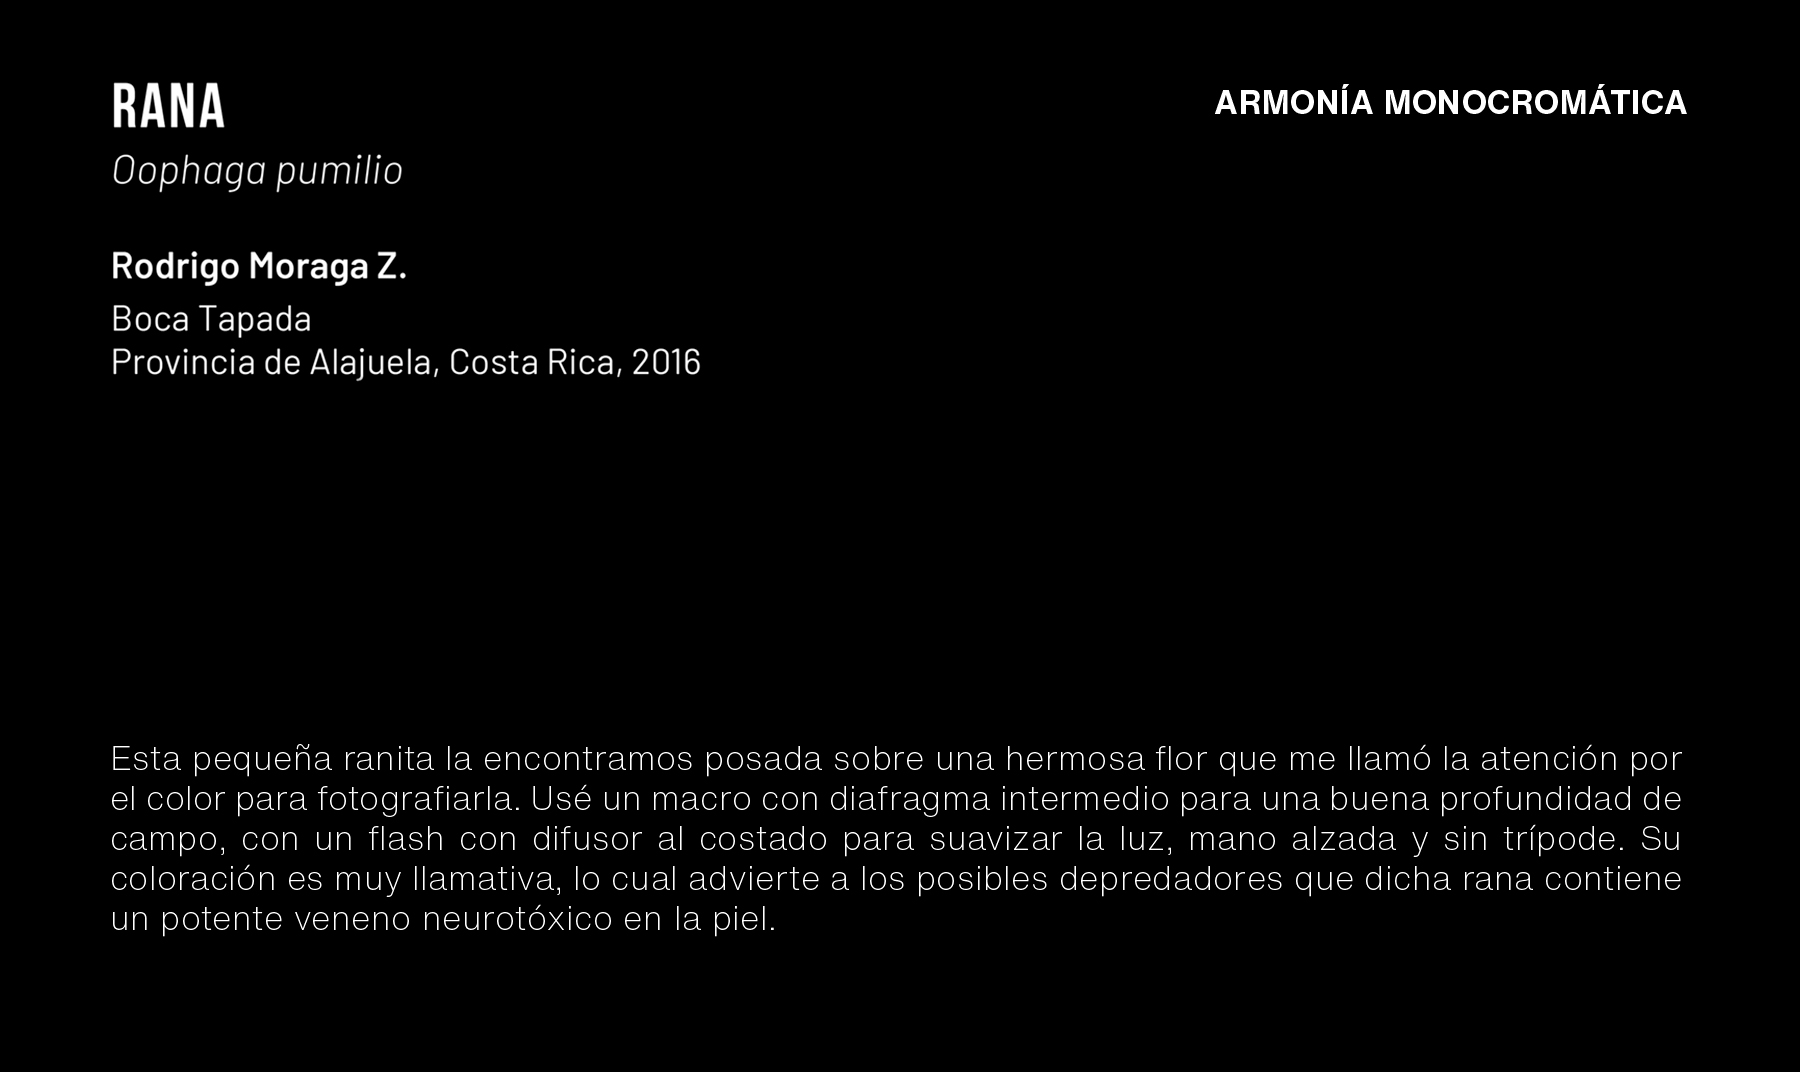 RANA
ARMONÍA MONOCROMÁTICA
Oophaga pumilio
Rodrigo Moraga Z.
Boca Tapada
Provincia de Alajuela, Costa Rica, 2016
Esta pequeña ranita la encontramos posada sobre una hermosa flor que me llamó la atención por
el color para fotografiarla. Usé un macro con diafragma intermedio para una buena profundidad de
campo, con un flash con difusor al costado para suavizar la luz, mano alzada y sin trípode. Su
coloración es muy llamativa, lo cual advierte a los posibles depredadores que dicha rana contiene
un potente veneno neurotóxico en la piel.